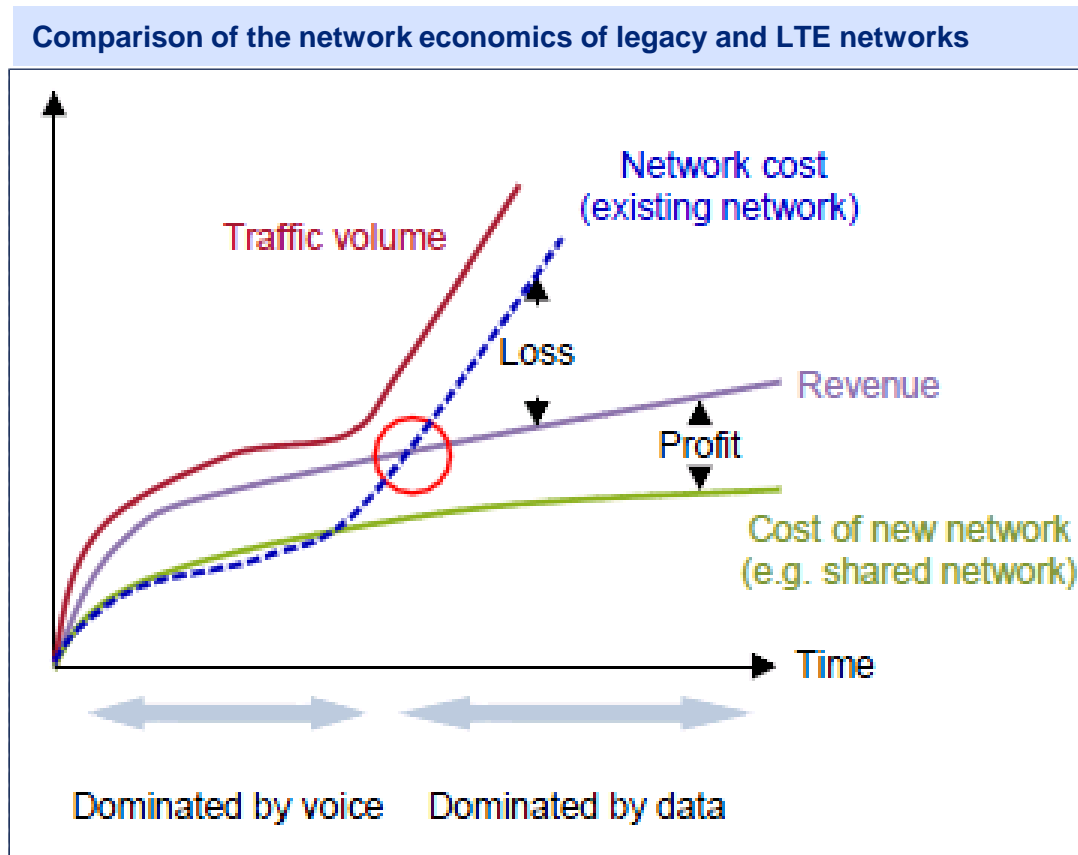 Comparison of the network economics of legacy and LTE networks
Network cost
(existing network)
Traffic volume
Loss
Revenue
Profit
Cost of new network
(e.g. shared network)
Time
Dominated by voice
Dominated by data